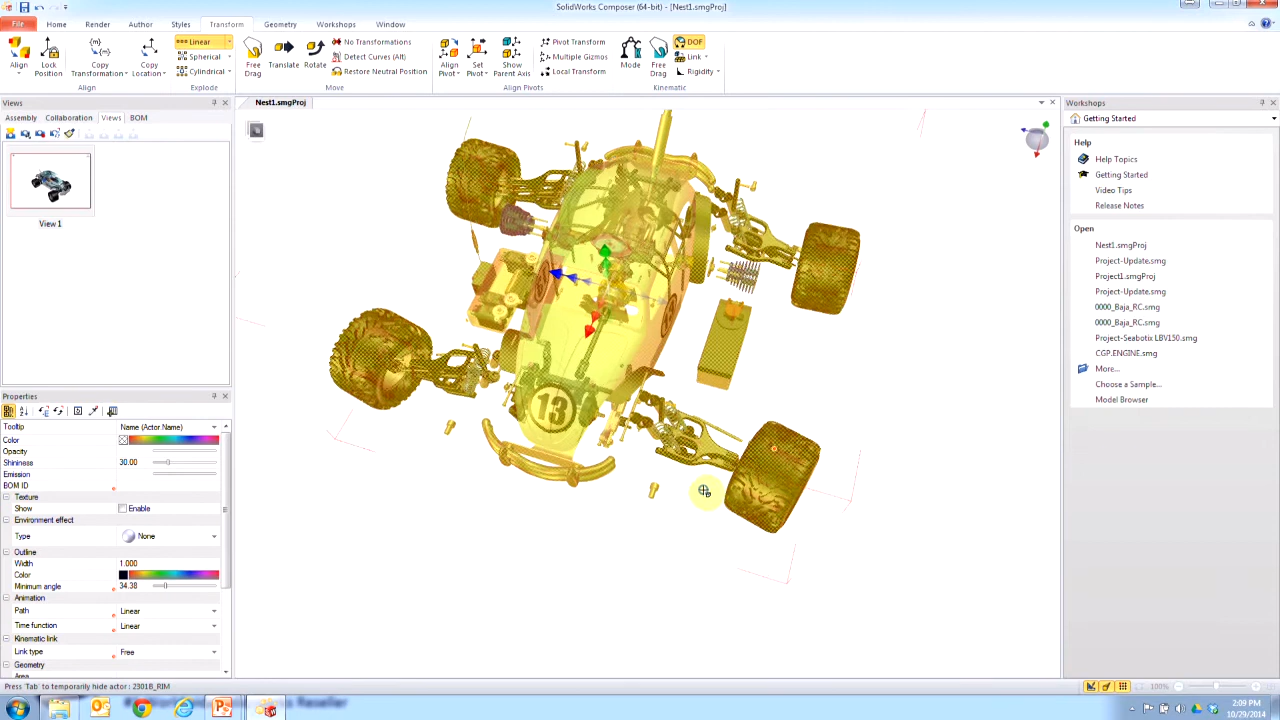 SolidWorks Composer (64-bit) - [Nest1.smgProj]
File Home Render Author Styles Transform Geometry Workshops Window
Align
Lock Position
Copy Transformation
Copy Location
Align
Linear
Spherical
Cylindrical
Explode
Free Drag
Translate
Rotate
No Transformations
Detect Curves (Alt)
Restore Neutral Position
Move
Align Pivot
Set Pivot
Show Parent Axis
Pivot Transform
Multiple Gizmos
Local Transform
Align Pivots
Mode
Free Drag
DOF
Link
Rigidity
Kinematic
Views
Assembly Collaboration Views BOM
View 1
Nest1.smgProj
13
Properties
Tooltip Name (Actor.Name)
Color
Opacity
Shininess 30.00
Emission
BOM ID
Texture
Show Enable
Environment effect
Type None
Outline
Width 1.000
Color
Minimum angle 34.38
Animation
Path Linear
Time function Linear
Kinematic link
Link type Free
Geometry
Area
Workshops
Getting Started
Help
Help Topics
Getting Started
Video Tips
Release Notes
Open
Nest1.smgProj
Project-Update.smg
Project1.smgProj
Project-Update.smg
0000_Baja_RC.smg
0000_Baja_RC.smg
Project-Seabotix LBV150.smg
CGP.ENGINE.smg
More...
Choose a Sample...
Model Browser
Press 'Tab' to temporarily hide actor : 2301B_RIM
100%
Reseller
2:09 PM
10/29/2014